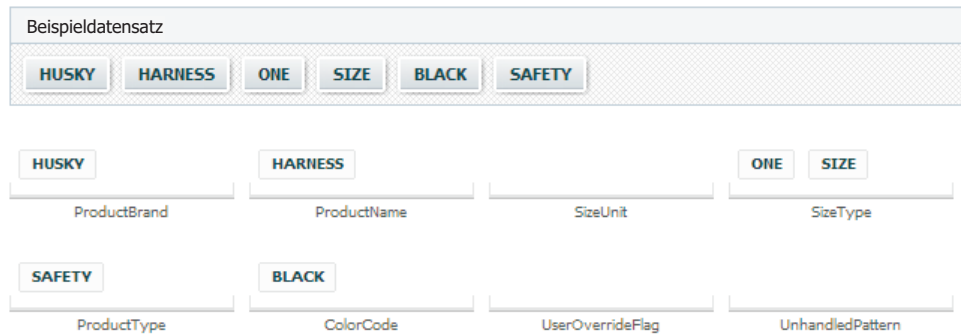 Beispieldatensatz
HUSKY HARNESS ONE SIZE BLACK SAFETY
HUSKY HARNESS ONE SIZE
ProductBrand ProductName SizeUnit SizeType
SAFETY BLACK
ProductType ColorCode UserOverrideFlag UnhandledPattern